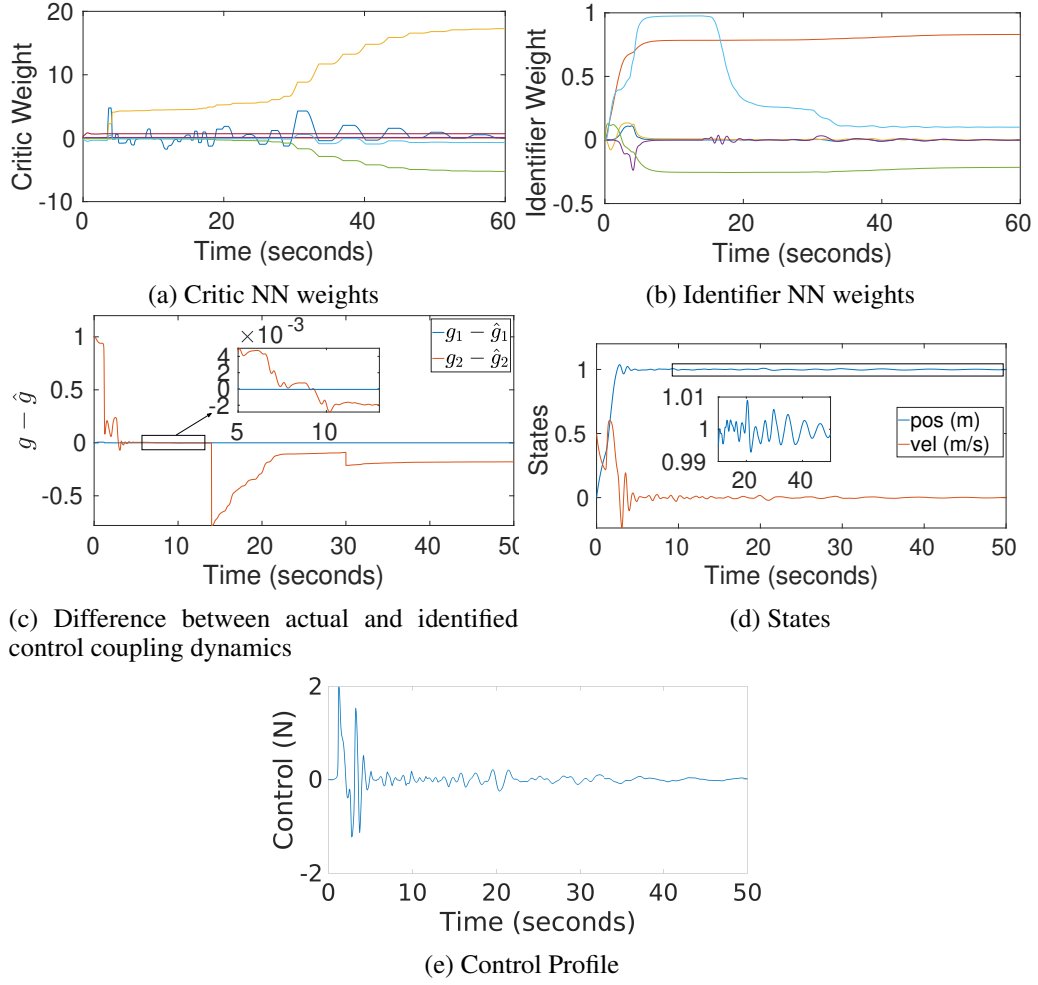 20
10
0
-10
Critic Weight
0 20 40 60
Time (seconds)
(a) Critic NN weights
1
0.5
0
-0.5
Identifier Weight
0 20 40 60
Time (seconds)
(b) Identifier NN weights
1
0.5
0
-0.5
g − ĝ
×10 -3
4
2
0
-2
5 10
g₁ − ĝ₁
g₂ − ĝ₂
0 10 20 30 40 50
Time (seconds)
(c) Difference between actual and identified
control coupling dynamics
1
0.5
0
States
1.01
1
0.99
20 40
pos (m)
vel (m/s)
0 10 20 30 40 50
Time (seconds)
(d) States
2
0
-2
Control (N)
0 10 20 30 40 50
Time (seconds)
(e) Control Profile